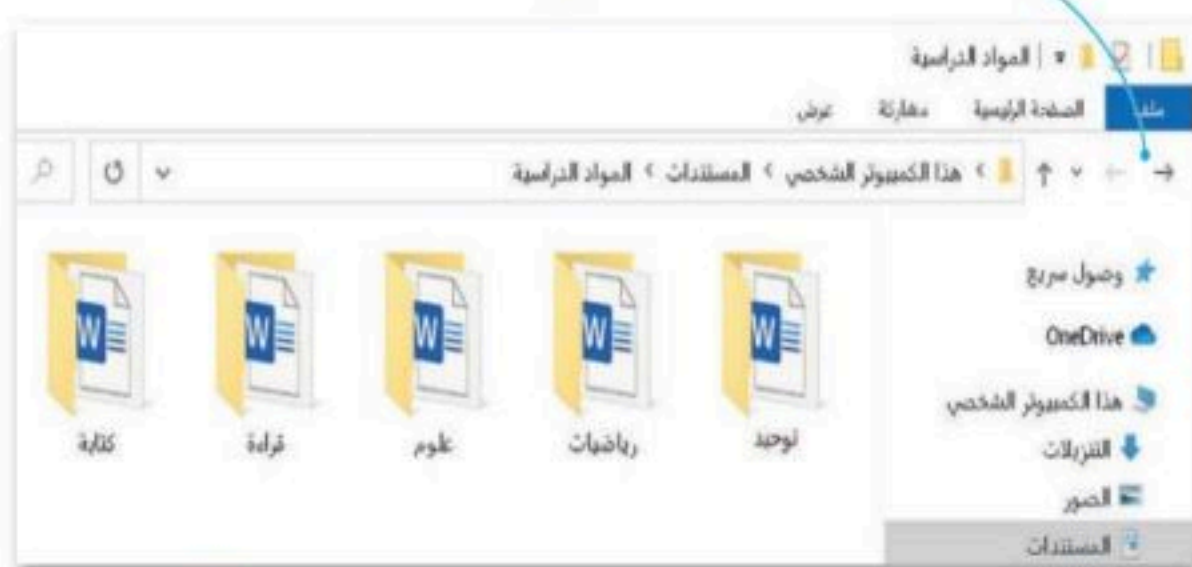 المواد الدراسية
ملف الصفحة الرئيسية مشاركة عرض
هذا الكمبيوتر الشخصي › المستندات › المواد الدراسية
توحيد
رياضيات
علوم
قراءة
كتابة
وصول سريع
OneDrive
هذا الكمبيوتر الشخصي
التنزيلات
الصور
المستندات